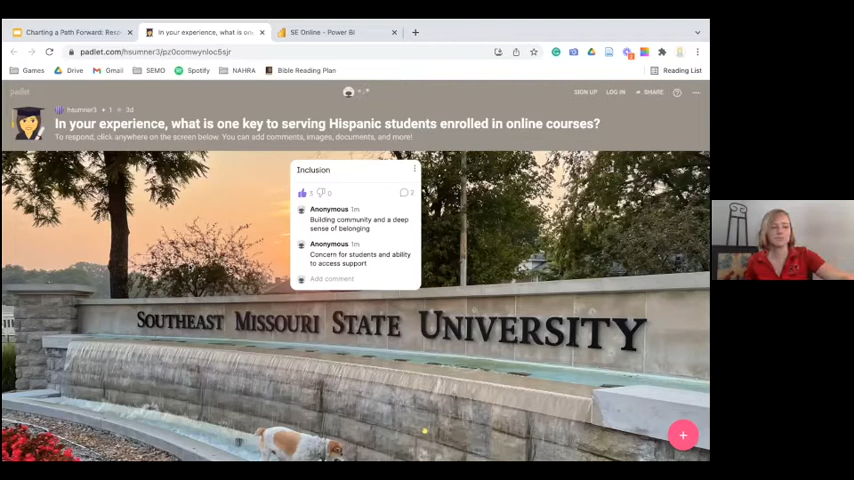 Charting a Path Forward: Reso
In your experience, what is one
SE Online - Power BI
padlet.com/hsumner3/pz0comwynloc5sjr
Games
Drive
Gmail
SEMO
Spotify
NAHRA
Bible Reading Plan
Reading List
padlet
SIGN UP
LOG IN
SHARE
hsumner3 + 1 3d
In your experience, what is one key to serving Hispanic students enrolled in online courses?
To respond, click anywhere on the screen below. You can add comments, images, documents, and more!
Inclusion
3 0 2
Anonymous 1m
Building community and a deep
sense of belonging
Anonymous 1m
Concern for students and ability
to access support
Add comment
SOUTHEAST MISSOURI STATE UNIVERSITY